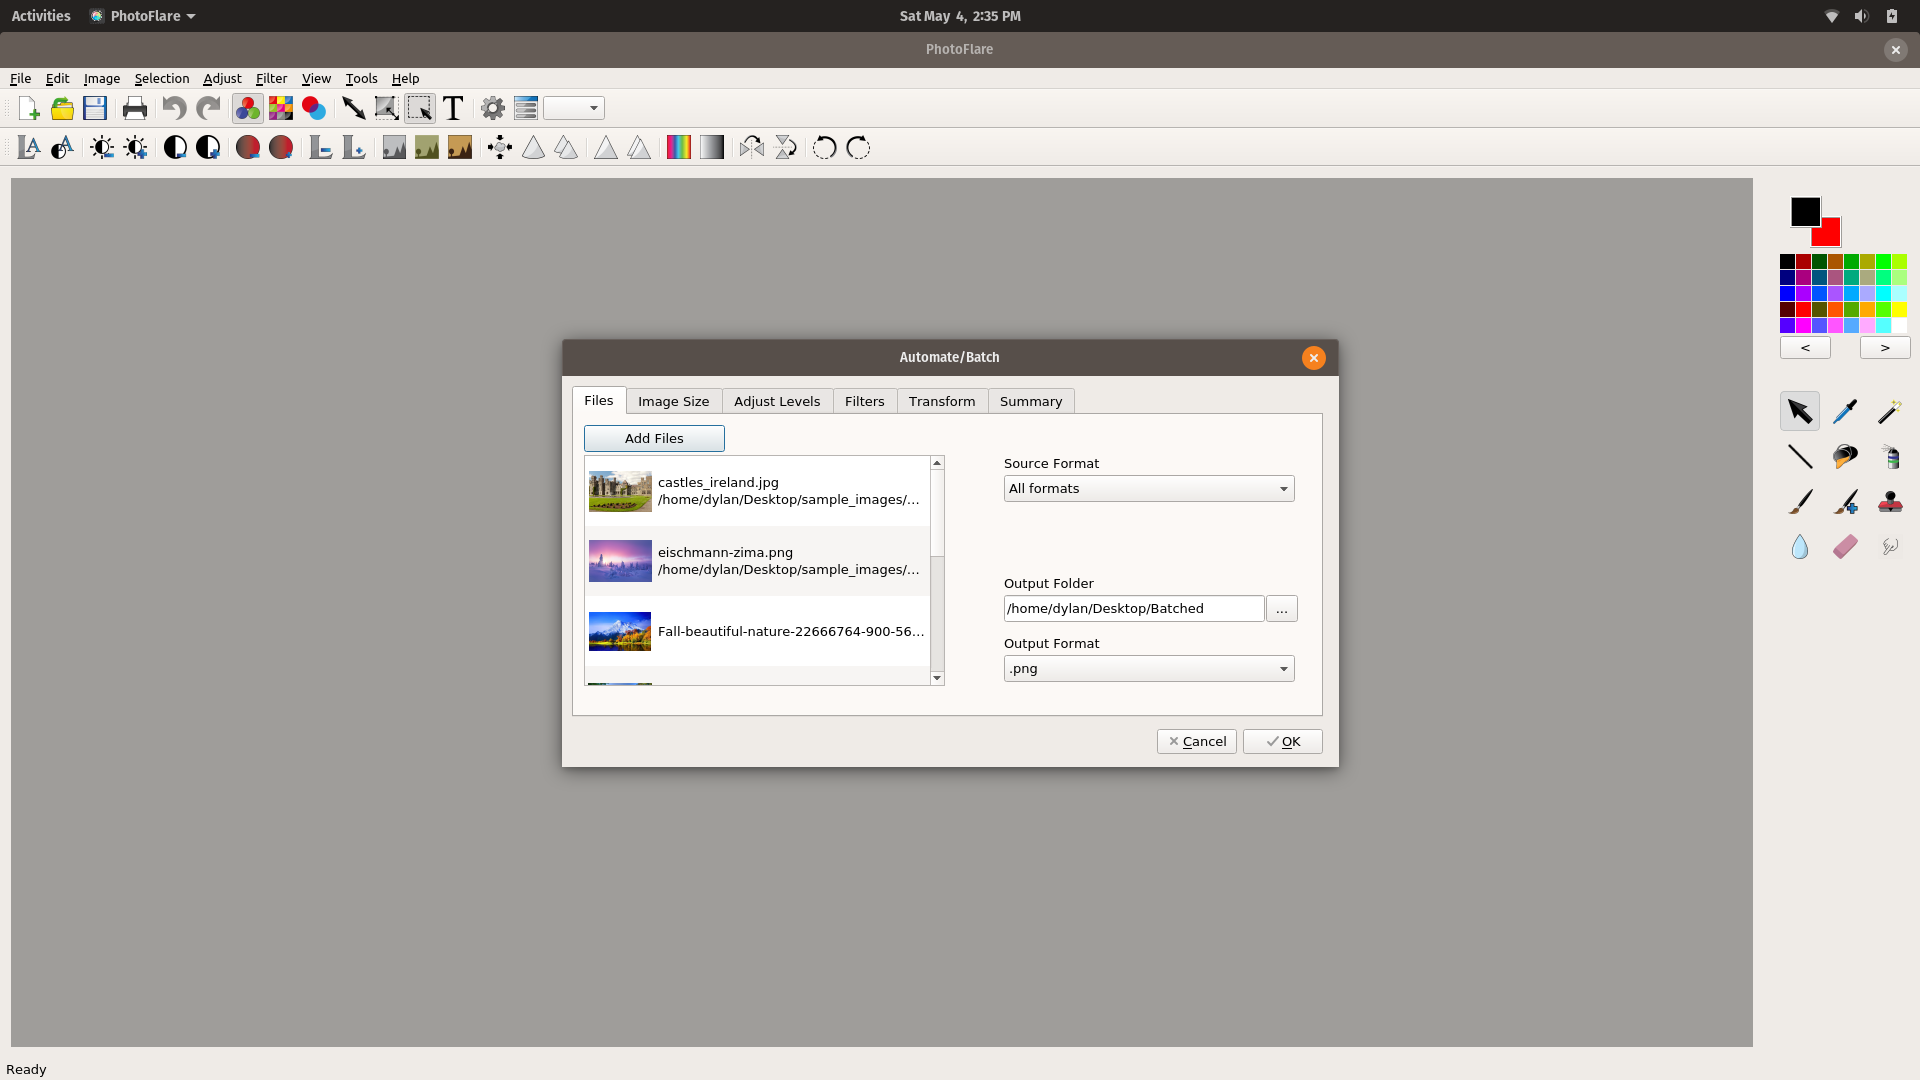 Activities PhotoFlare Sat May 4, 2:35 PM
PhotoFlare
File Edit Image Selection Adjust Filter View Tools Help
Automate/Batch
Files Image Size Adjust Levels Filters Transform Summary
Add Files
castles_ireland.jpg
/home/dylan/Desktop/sample_images/...
eischmann-zima.png
/home/dylan/Desktop/sample_images/...
Fall-beautiful-nature-22666764-900-56...
Source Format
All formats
Output Folder
/home/dylan/Desktop/Batched ...
Output Format
.png
Cancel OK
< >
Ready